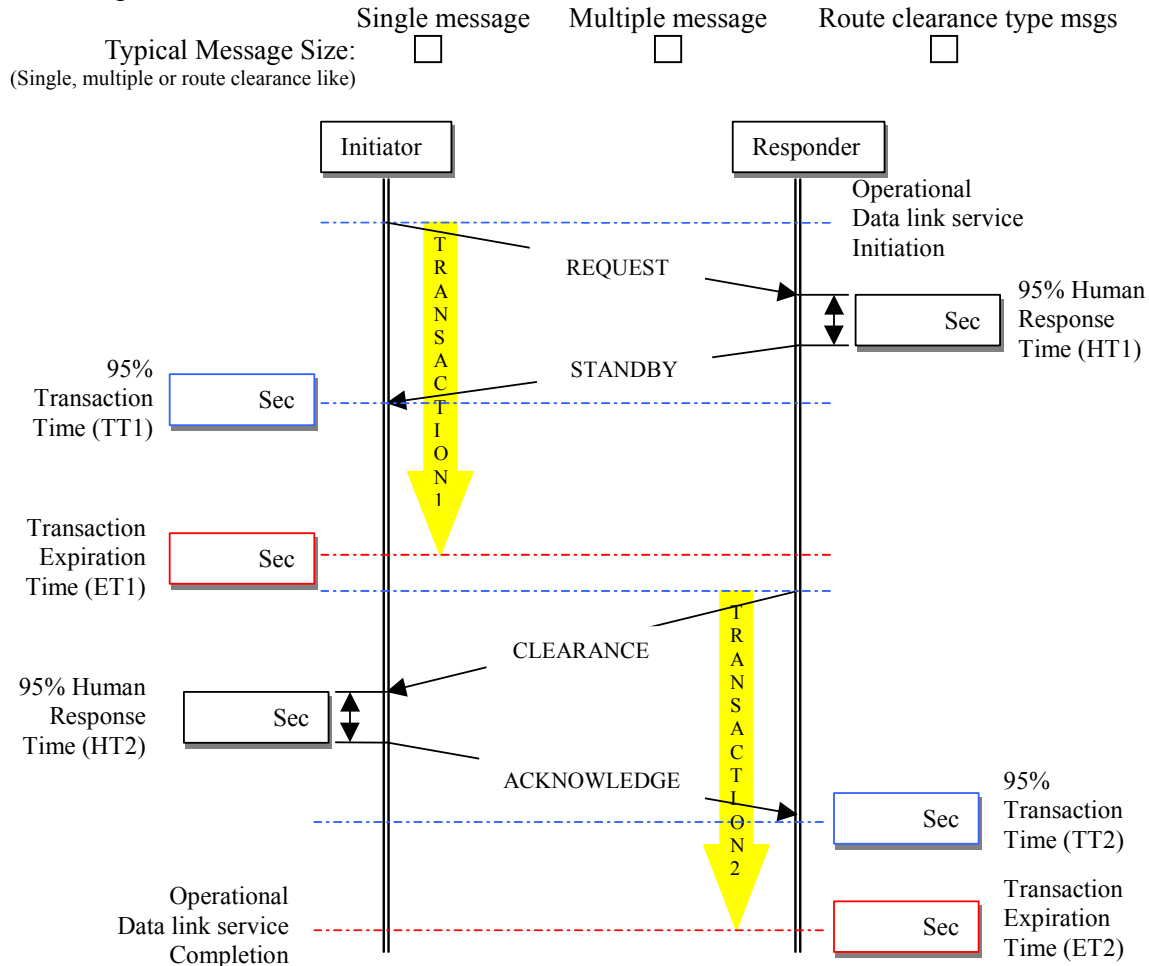 Single message Multiple message Route clearance type msgs
Typical Message Size:
(Single, multiple or route clearance like)
Initiator Responder
Operational
Data link service
Initiation
TRANSACTION1
REQUEST
95% Human
Response
Time (HT1)
Sec
STANDBY
95%
Transaction
Time (TT1)
Sec
Transaction
Expiration
Time (ET1)
Sec
TRANSACTION2
CLEARANCE
95% Human
Response
Time (HT2)
Sec
ACKNOWLEDGE
95%
Transaction
Time (TT2)
Sec
Operational
Data link service
Completion
Sec
Transaction
Expiration
Time (ET2)